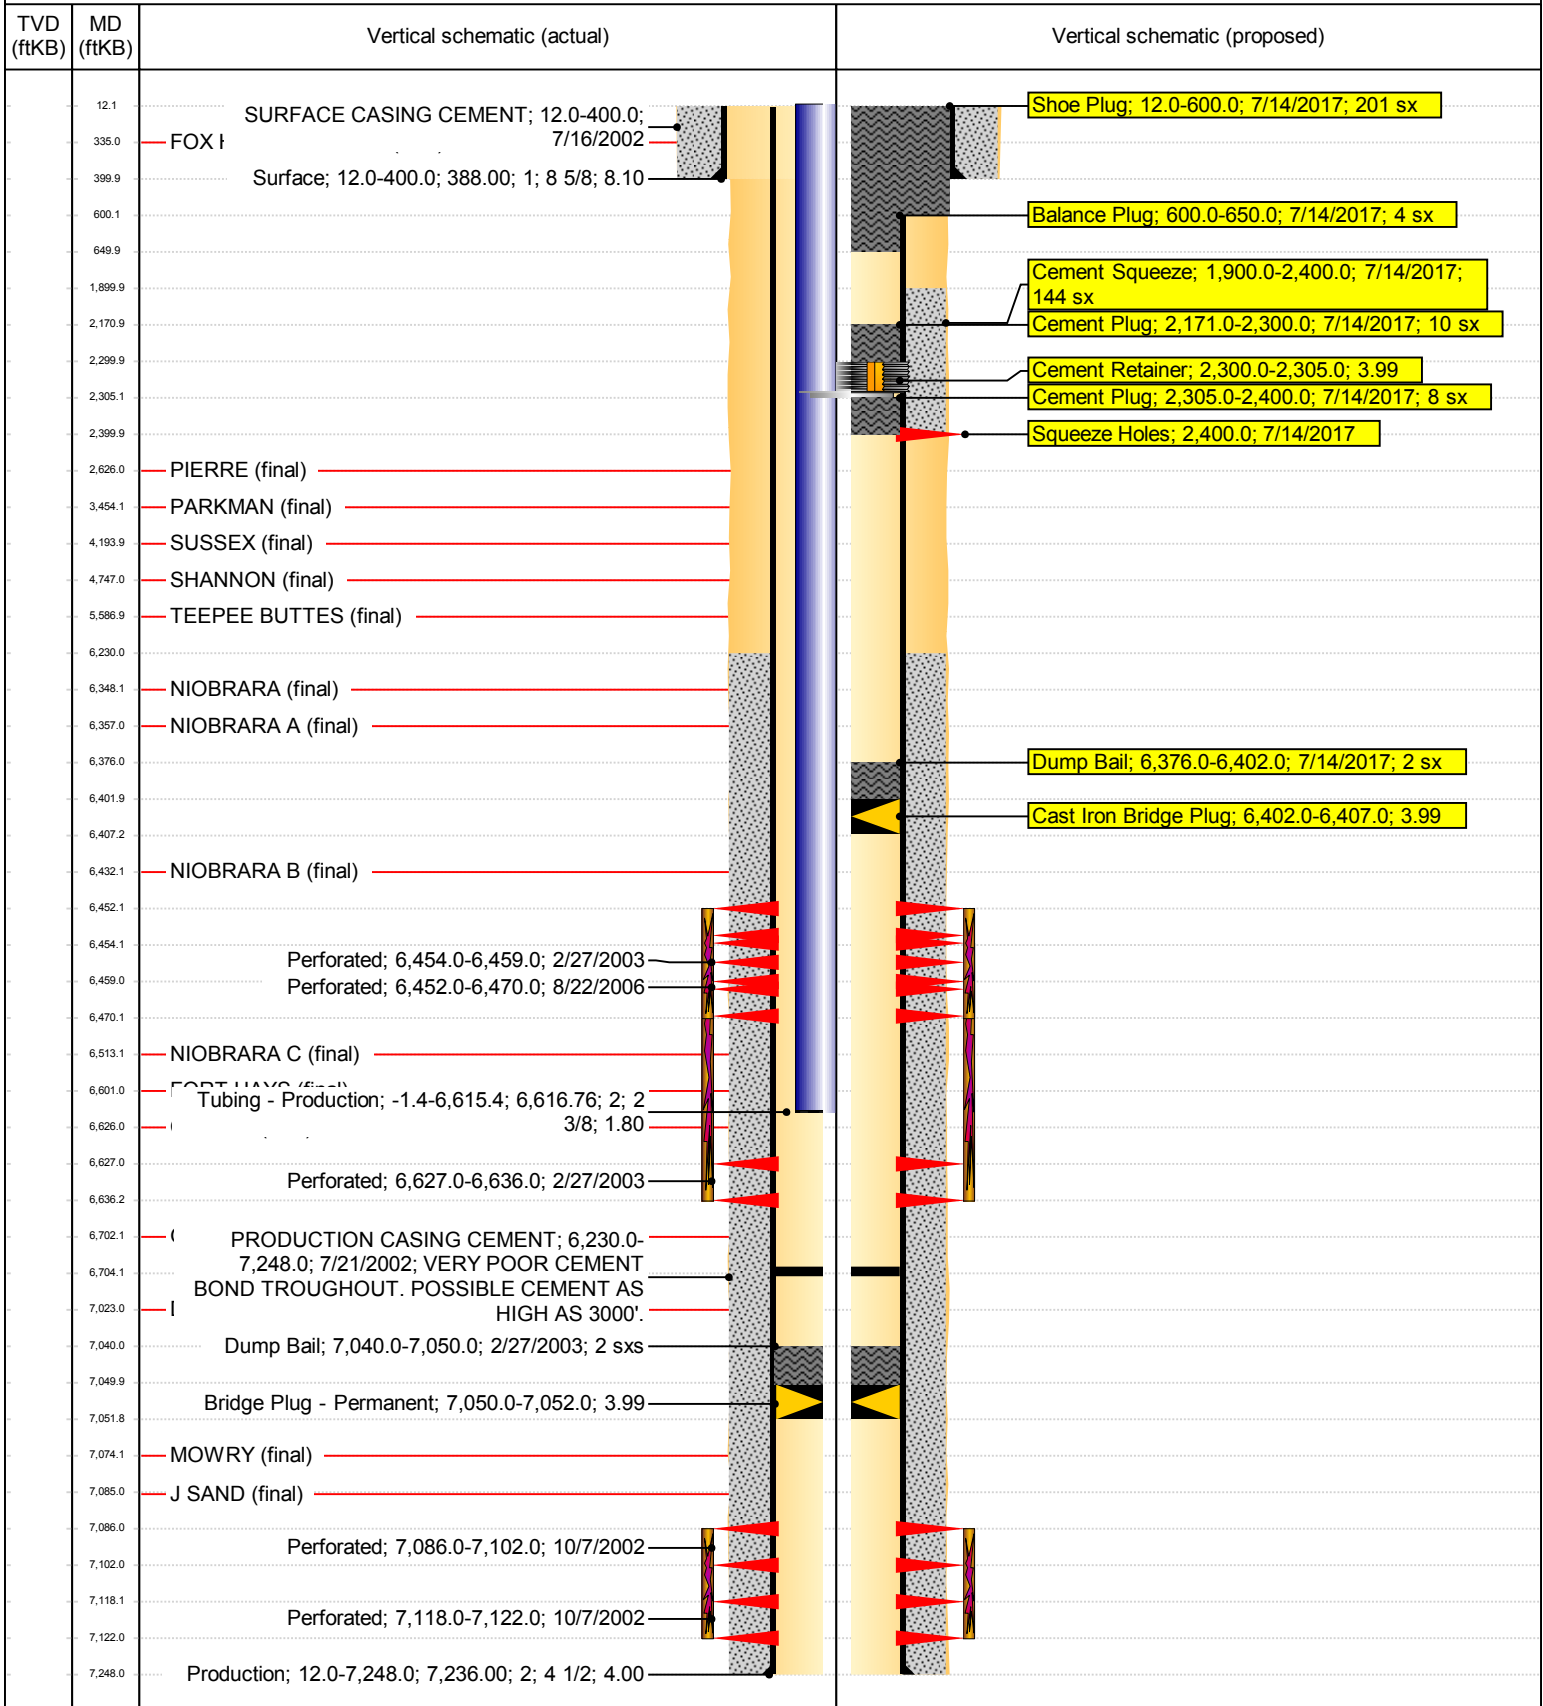 TVD (ftKB)
MD (ftKB)
Vertical schematic (actual)
Vertical schematic (proposed)
12.1
SURFACE CASING CEMENT; 12.0-400.0;
7/16/2002
Shoe Plug; 12.0-600.0; 7/14/2017; 201 sx
335.0
FOX
399.9
Surface; 12.0-400.0; 388.00; 1; 8 5/8; 8.10
600.1
Balance Plug; 600.0-650.0; 7/14/2017; 4 sx
649.9
1,899.9
Cement Squeeze; 1,900.0-2,400.0; 7/14/2017;
144 sx
2,170.9
Cement Plug; 2,171.0-2,300.0; 7/14/2017; 10 sx
2,299.9
Cement Retainer; 2,300.0-2,305.0; 3.99
2,305.1
Cement Plug; 2,305.0-2,400.0; 7/14/2017; 8 sx
2,399.9
Squeeze Holes; 2,400.0; 7/14/2017
2,626.0
PIERRE (final)
3,454.1
PARKMAN (final)
4,193.9
SUSSEX (final)
4,747.0
SHANNON (final)
5,586.9
TEEPEE BUTTES (final)
6,230.0
6,348.1
NIOBRARA (final)
6,357.0
NIOBRARA A (final)
6,376.0
Dump Bail; 6,376.0-6,402.0; 7/14/2017; 2 sx
6,401.9
Cast Iron Bridge Plug; 6,402.0-6,407.0; 3.99
6,407.2
6,432.1
NIOBRARA B (final)
6,452.1
6,454.1
Perforated; 6,454.0-6,459.0; 2/27/2003
6,459.0
Perforated; 6,452.0-6,470.0; 8/22/2006
6,470.1
6,513.1
NIOBRARA C (final)
6,601.0
FORT HAYS (final)
Tubing - Production; -1.4-6,615.4; 6,616.76; 2; 2
3/8; 1.80
6,626.0
6,627.0
Perforated; 6,627.0-6,636.0; 2/27/2003
6,636.2
6,702.1
PRODUCTION CASING CEMENT; 6,230.0-
7,248.0; 7/21/2002; VERY POOR CEMENT
6,704.1
BOND TROUGHOUT. POSSIBLE CEMENT AS
HIGH AS 3000'.
7,023.0
7,040.0
Dump Bail; 7,040.0-7,050.0; 2/27/2003; 2 sxs
7,049.9
Bridge Plug - Permanent; 7,050.0-7,052.0; 3.99
7,051.8
7,074.1
MOWRY (final)
7,085.0
J SAND (final)
7,086.0
Perforated; 7,086.0-7,102.0; 10/7/2002
7,102.0
7,118.1
Perforated; 7,118.0-7,122.0; 10/7/2002
7,122.0
7,248.0
Production; 12.0-7,248.0; 7,236.00; 2; 4 1/2; 4.00